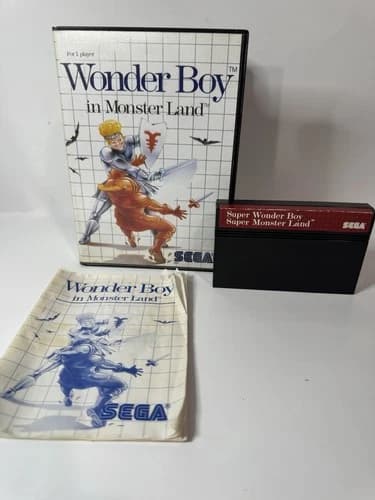 For 1 player
Wonder Boy™
in Monster Land™
SEGA
Super Wonder Boy
Super Monster Land™
SEGA
Wonder Boy
in Monster Land™
SEGA